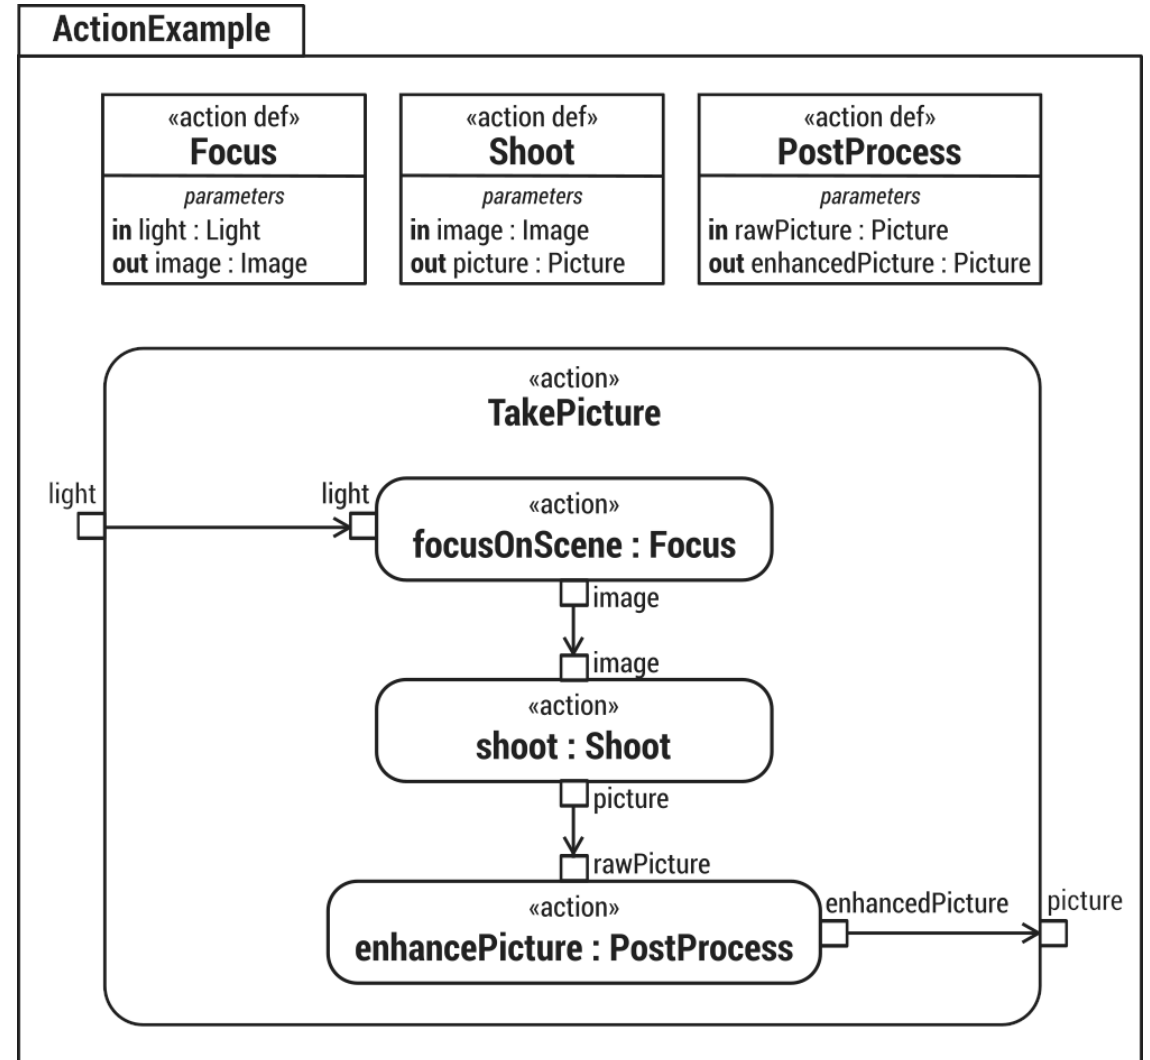 ActionExample
«action def»
Focus
parameters
in light : Light
out image : Image
«action def»
Shoot
parameters
in image : Image
out picture : Picture
«action def»
PostProcess
parameters
in rawPicture : Picture
out enhancedPicture : Picture
«action»
TakePicture
light
light
«action»
focusOnScene : Focus
image
image
«action»
shoot : Shoot
picture
rawPicture
«action»
enhancePicture : PostProcess
enhancedPicture
picture